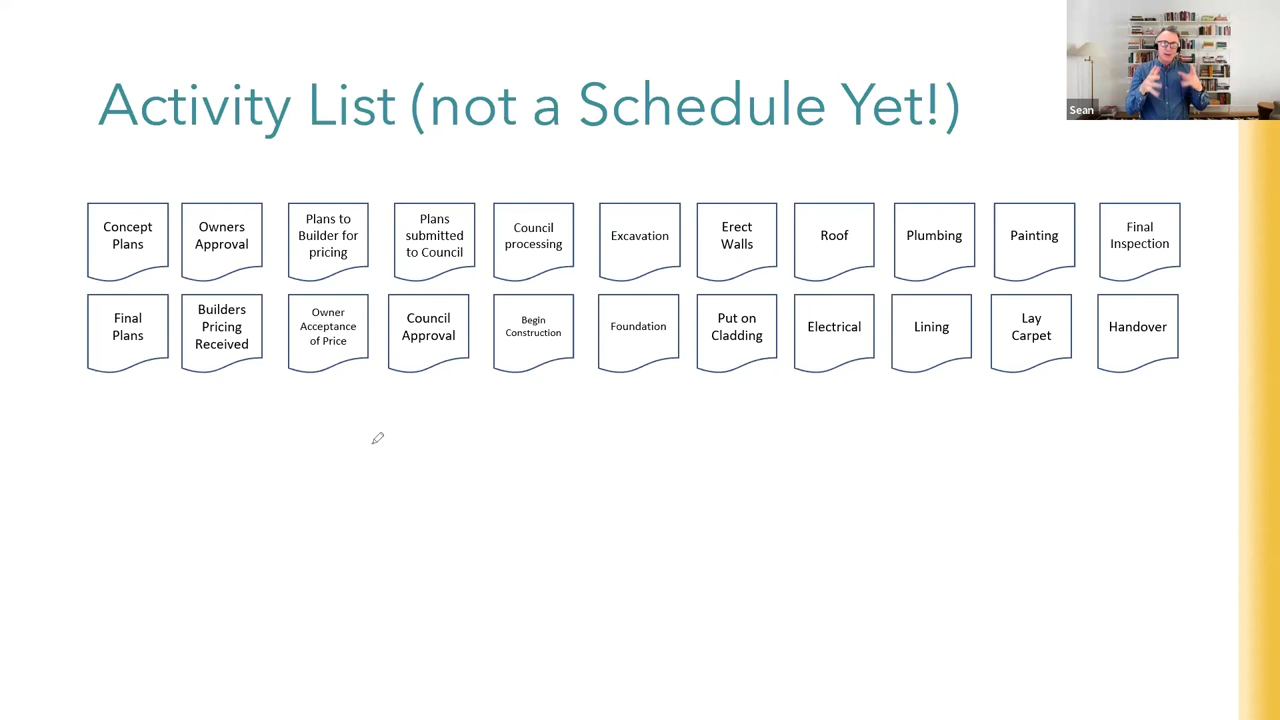 Activity List (not a Schedule Yet!)
Sean
Concept
Plans
Owners
Approval
Plans to
Builder for
pricing
Plans
submitted
to Council
Council
processing
Excavation
Erect
Walls
Roof
Plumbing
Painting
Final
Inspection
Final
Plans
Builders
Pricing
Received
Owner
Acceptance
of Price
Council
Approval
Begin
Construction
Foundation
Put on
Cladding
Electrical
Lining
Lay
Carpet
Handover